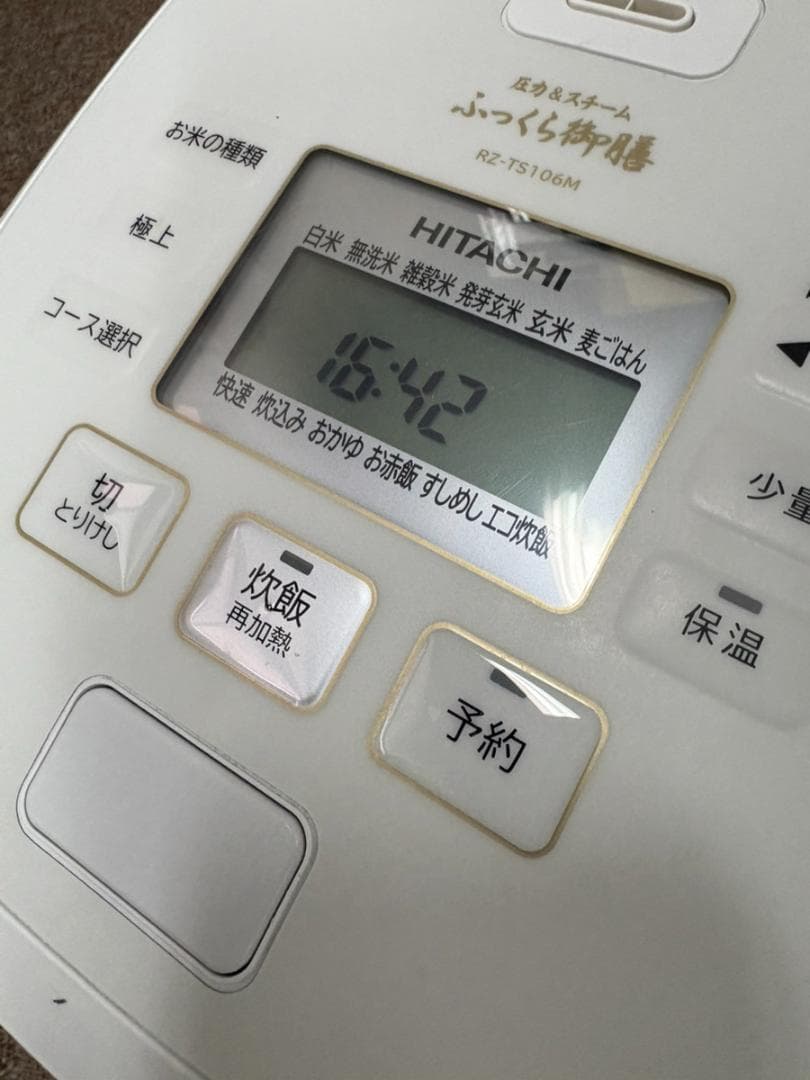 圧力&スチーム
ふっくら御膳
RZ-TS106M
お米の種類
極上
コース選択
HITACHI
白米 無洗米 雑穀米 発芽玄米 玄米 麦ごはん
16:42
快速 炊込み おかゆ お赤飯 すしめし エコ炊飯
切
とりけし
炊飯
再加熱
予約
少量
保温